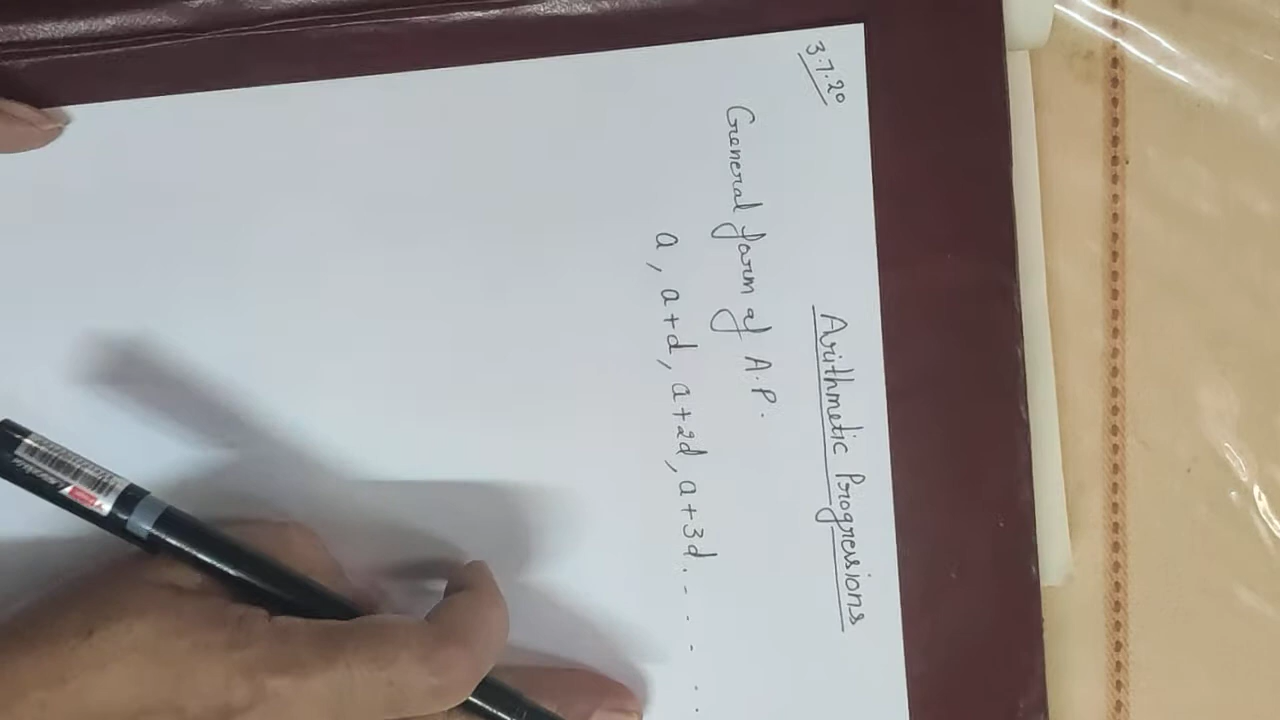 3.7.20
Arithmetic Progressions
General form of A.P.
a, a+d, a+2d, a+3d.......